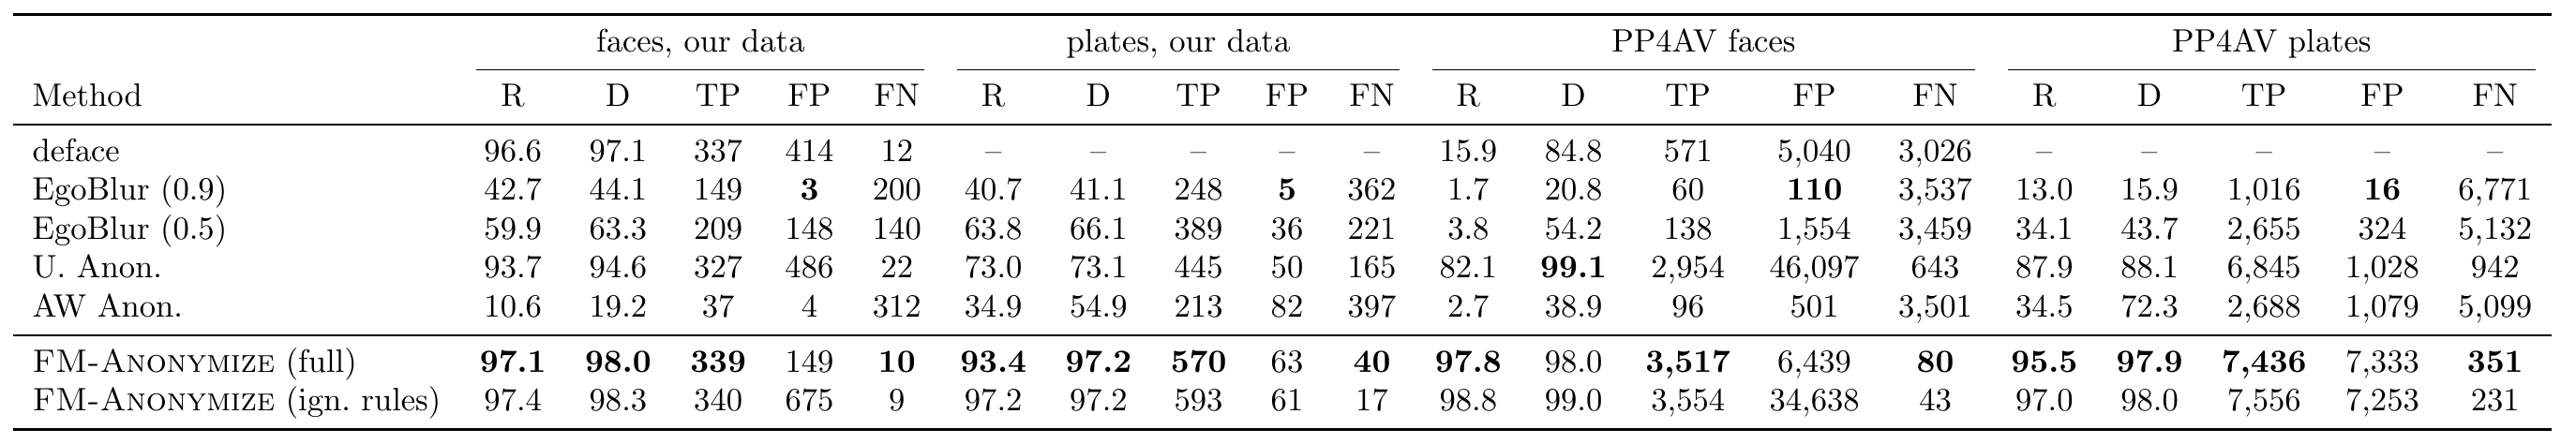 faces, our data plates, our data PP4AV faces PP4AV plates
Method R D TP FP FN R D TP FP FN R D TP FP FN R D TP FP FN
deface 96.6 97.1 337 414 12 – – – – – 15.9 84.8 571 5,040 3,026 – – – – –
EgoBlur (0.9) 42.7 44.1 149 3 200 40.7 41.1 248 5 362 1.7 20.8 60 110 3,537 13.0 15.9 1,016 16 6,771
EgoBlur (0.5) 59.9 63.3 209 148 140 63.8 66.1 389 36 221 3.8 54.2 138 1,554 3,459 34.1 43.7 2,655 324 5,132
U. Anon. 93.7 94.6 327 486 22 73.0 73.1 445 50 165 82.1 99.1 2,954 46,097 643 87.9 88.1 6,845 1,028 942
AW Anon. 10.6 19.2 37 4 312 34.9 54.9 213 82 397 2.7 38.9 96 501 3,501 34.5 72.3 2,688 1,079 5,099
FM-ANONYMIZE (full) 97.1 98.0 339 149 10 93.4 97.2 570 63 40 97.8 98.0 3,517 6,439 80 95.5 97.9 7,436 7,333 351
FM-ANONYMIZE (ign. rules) 97.4 98.3 340 675 9 97.2 97.2 593 61 17 98.8 99.0 3,554 34,638 43 97.0 98.0 7,556 7,253 231